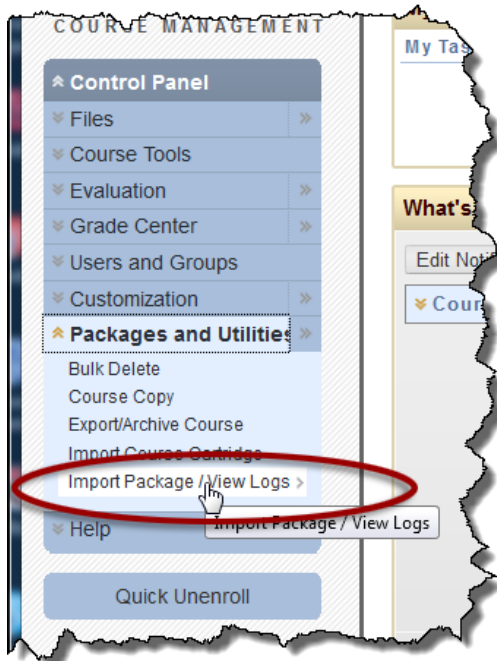 COURSE MANAGEMENT
Control Panel
Files
Course Tools
Evaluation
Grade Center
Users and Groups
Customization
Packages and Utilities
Bulk Delete
Course Copy
Export/Archive Course
Import Course Cartridge
Import Package / View Logs
Import Package / View Logs
Help
Quick Unenroll
My Tas
What's
Edit Noti
Cour